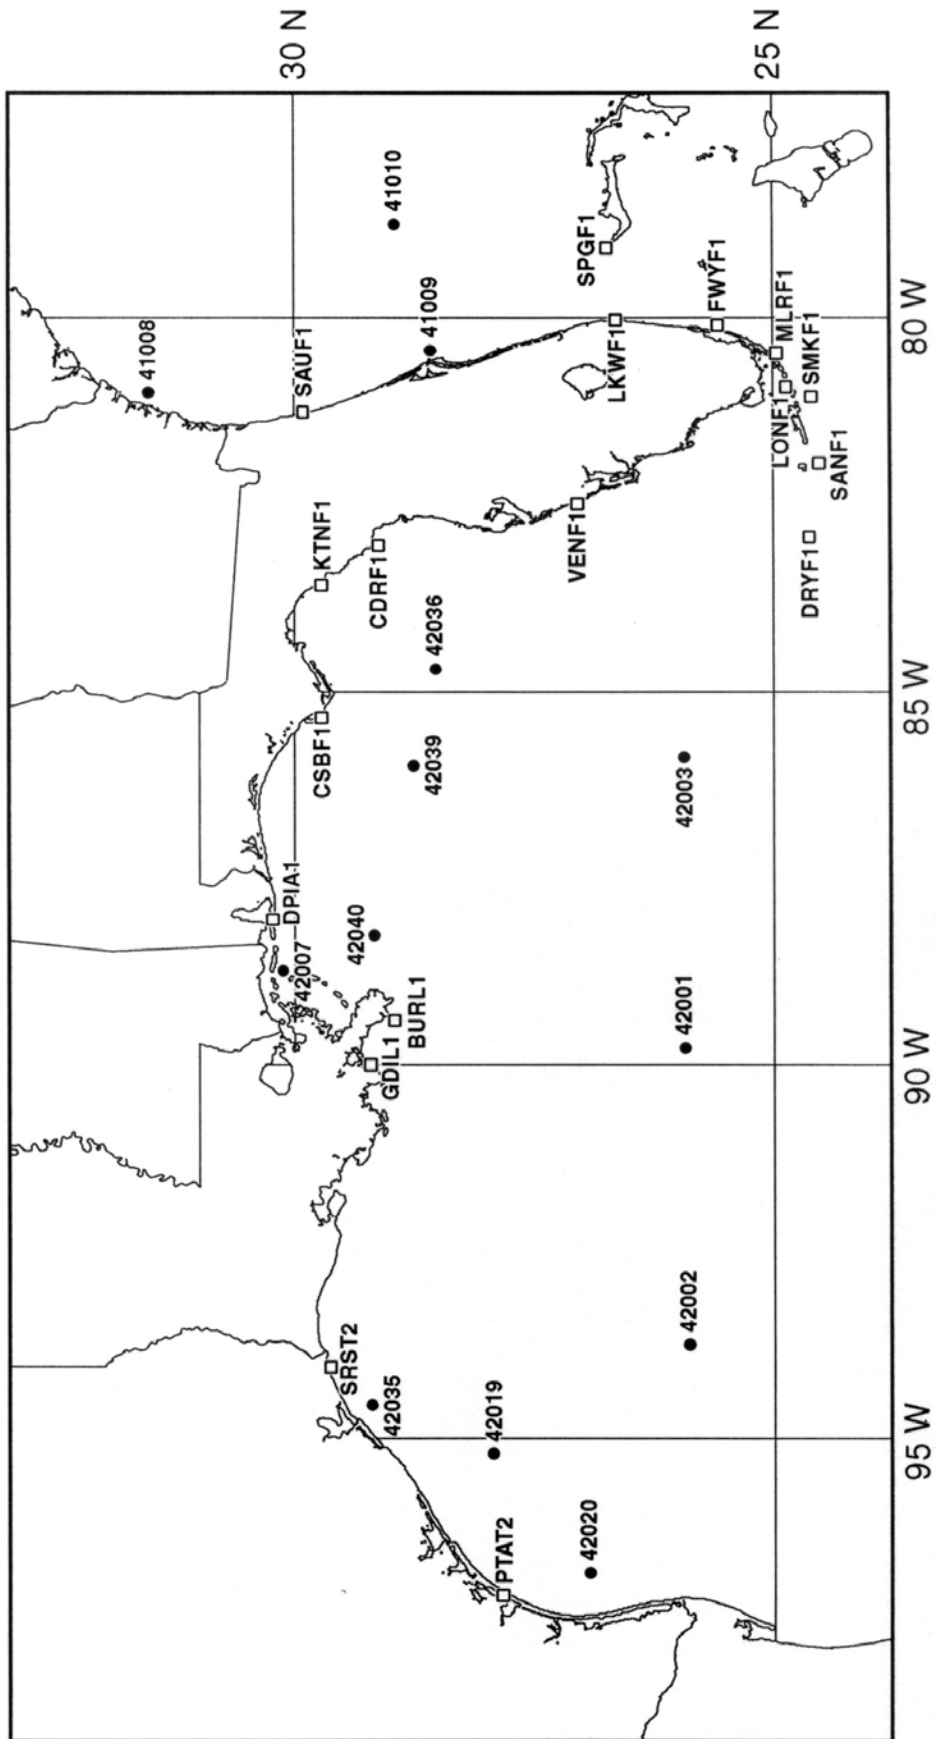 30 N
25 N
41010
41008
41009
SPGF1
SAUF1
LKWF1
FWYF1
MLRF1
SMKF1
LONF1
SANF1
80 W
KTNF1
CDRF1
VENF1
DRYF1
42036
85 W
CSBF1
42039
42003
DPIA1
42007
42040
BURL1
GDIL1
42001
90 W
SRST2
42035
42002
42019
95 W
PTAT2
42020